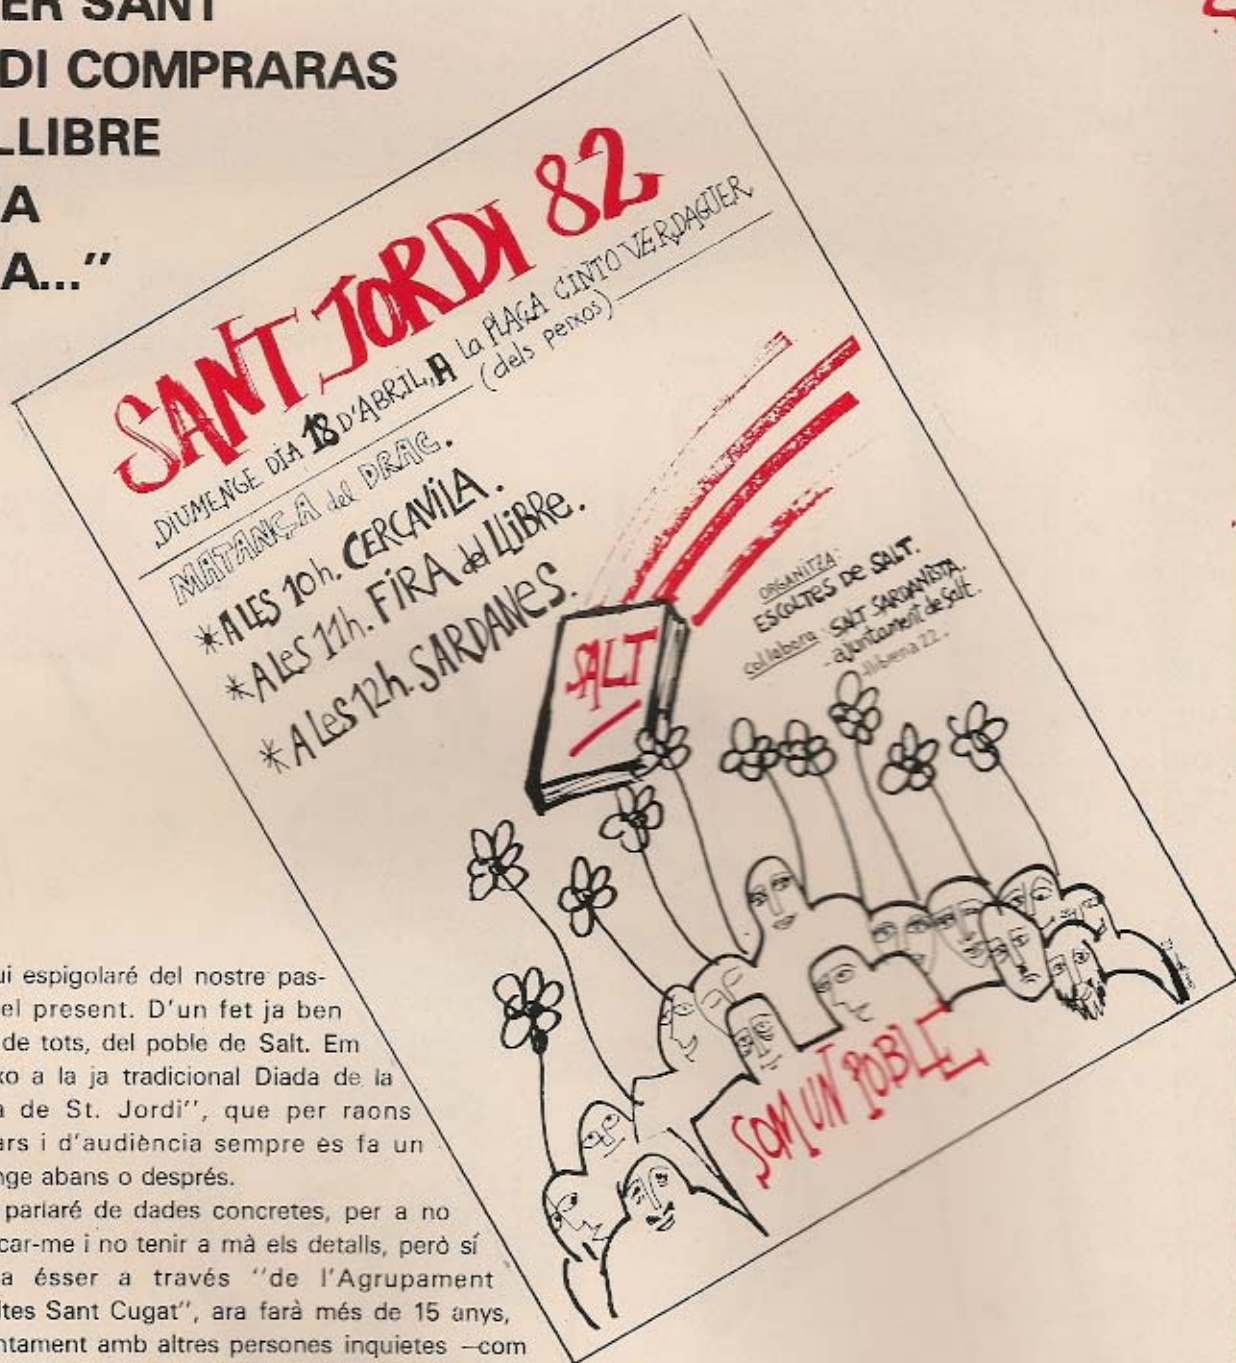 ER SANT
DI COMPRARAS
LLIBRE
A
A..."
SANT JORDI 82
DIUMENGE DIA 18 D'ABRIL, A La PLAÇA CINTO VERDAGUER
(dels peixos)
MATANÇA del DRAC.
*A LES 10h. CERCAVILA.
*A LES 11h. FIRA del LLIBRE.
*A LES 12h. SARDANES.
ORGANITZA:
ESCOLTES DE SALT.
col·labora: SALT SARDANISTA.
- ajuntament de Salt.
-llibreria 22.
SALT
SOM UN POBLE
ui espigolaré del nostre pas-
el present. D'un fet ja ben
de tots, del poble de Salt. Em
xo a la ja tradicional Diada de la
a de St. Jordi", que per raons
ars i d'audiència sempre es fa un
nge abans o després.
parlaré de dades concretes, per a no
car-me i no tenir a mà els detalls, però sí
a ésser a través "de l'Agrupament
ltes Sant Cugat", ara farà més de 15 anys,
ntament amb altres persones inquietes —com